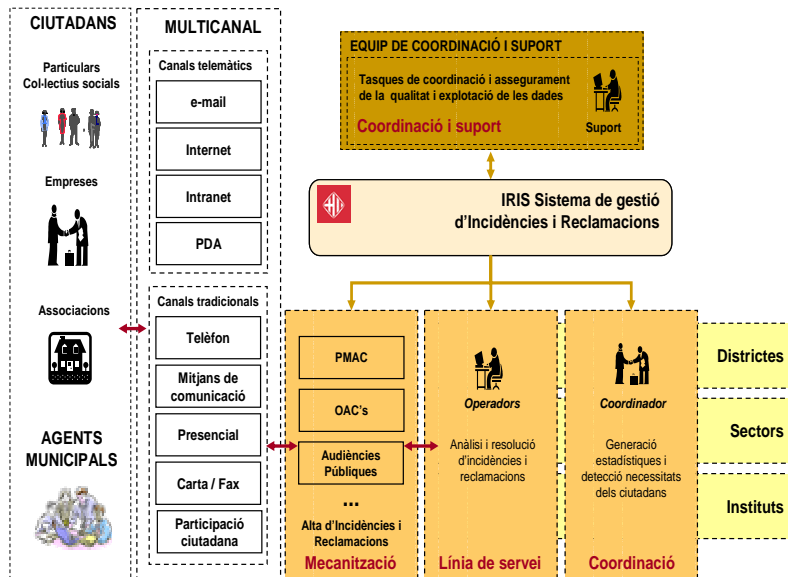 CIUTADANS
Particulars
Col·lectius socials
Empreses
Associacions
AGENTS
MUNICIPALS
MULTICANAL
Canals telemàtics
e-mail
Internet
Intranet
PDA
Canals tradicionals
Telèfon
Mitjans de
comunicació
Presencial
Carta / Fax
Participació
ciutadana
EQUIP DE COORDINACIÓ I SUPORT
Tasques de coordinació i assegurament
de la qualitat i explotació de les dades
Coordinació i suport
Suport
IRIS Sistema de gestió
d'Incidències i Reclamacions
PMAC
OAC's
Audiències
Públiques
...
Alta d'Incidències i
Reclamacions
Mecanització
Operadors
Anàlisi i resolució
d'incidències i
reclamacions
Línia de servei
Coordinador
Generació
estadístiques i
detecció necessitats
dels ciutadans
Coordinació
Districtes
Sectors
Instituts